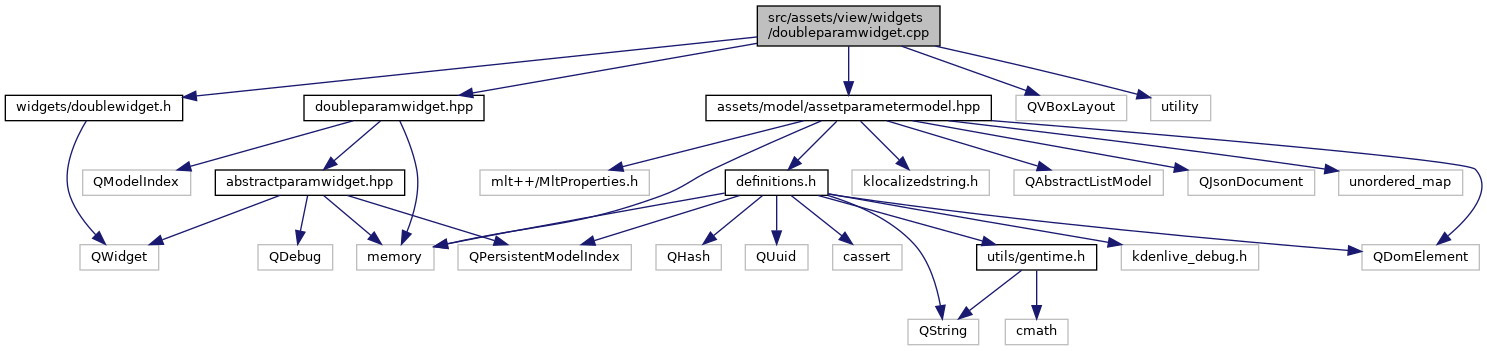 src/assets/view/widgets
/doubleparamwidget.cpp
widgets/doublewidget.h
doubleparamwidget.hpp
assets/model/assetparametermodel.hpp
QVBoxLayout
utility
QModelIndex
abstractparamwidget.hpp
mlt++/MltProperties.h
definitions.h
klocalizedstring.h
QAbstractListModel
QJsonDocument
unordered_map
QWidget
QDebug
memory
QPersistentModelIndex
QHash
QUuid
cassert
utils/gentime.h
kdenlive_debug.h
QDomElement
QString
cmath